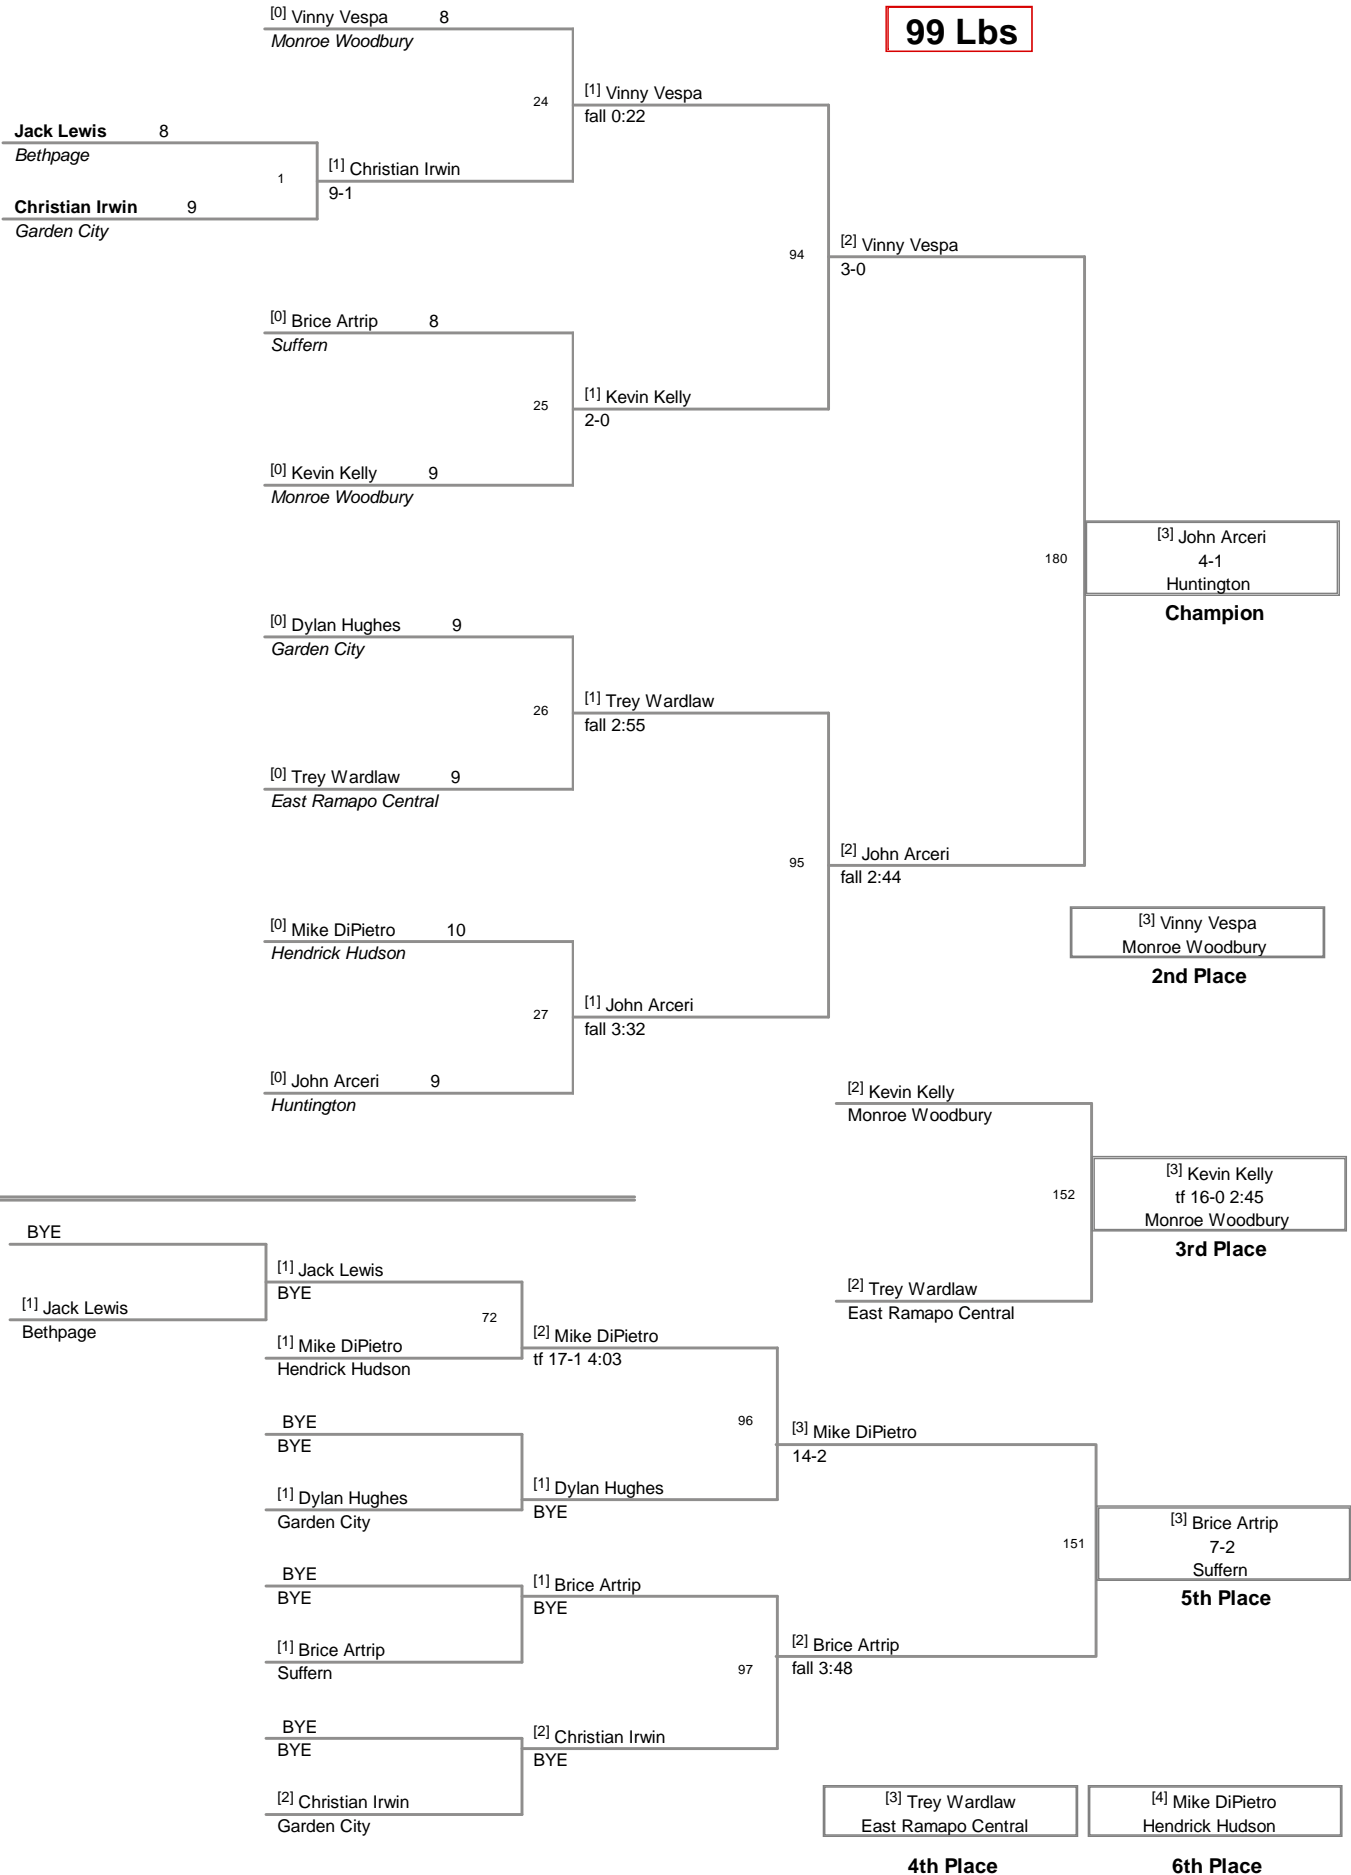 99 Lbs
[0] Vinny Vespa 8
Monroe Woodbury
24
[1] Vinny Vespa
fall 0:22
Jack Lewis 8
Bethpage
1
[1] Christian Irwin
9-1
Christian Irwin 9
Garden City
94
[2] Vinny Vespa
3-0
[0] Brice Artrip 8
Suffern
25
[1] Kevin Kelly
2-0
[0] Kevin Kelly 9
Monroe Woodbury
180
[3] John Arceri
4-1
Huntington
Champion
[0] Dylan Hughes 9
Garden City
26
[1] Trey Wardlaw
fall 2:55
[0] Trey Wardlaw 9
East Ramapo Central
95
[2] John Arceri
fall 2:44
[0] Mike DiPietro 10
Hendrick Hudson
[3] Vinny Vespa
Monroe Woodbury
2nd Place
27
[1] John Arceri
fall 3:32
[0] John Arceri 9
Huntington
[2] Kevin Kelly
Monroe Woodbury
152
[3] Kevin Kelly
tf 16-0 2:45
Monroe Woodbury
3rd Place
[2] Trey Wardlaw
East Ramapo Central
BYE
[1] Jack Lewis
BYE
[1] Jack Lewis
Bethpage
72
[1] Mike DiPietro
Hendrick Hudson
[2] Mike DiPietro
tf 17-1 4:03
BYE
BYE
96
[3] Mike DiPietro
14-2
[1] Dylan Hughes
Garden City
[1] Dylan Hughes
BYE
151
[3] Brice Artrip
7-2
Suffern
5th Place
BYE
BYE
[1] Brice Artrip
BYE
[1] Brice Artrip
Suffern
97
[2] Brice Artrip
fall 3:48
BYE
BYE
[2] Christian Irwin
BYE
[2] Christian Irwin
Garden City
[3] Trey Wardlaw
East Ramapo Central
4th Place
[4] Mike DiPietro
Hendrick Hudson
6th Place